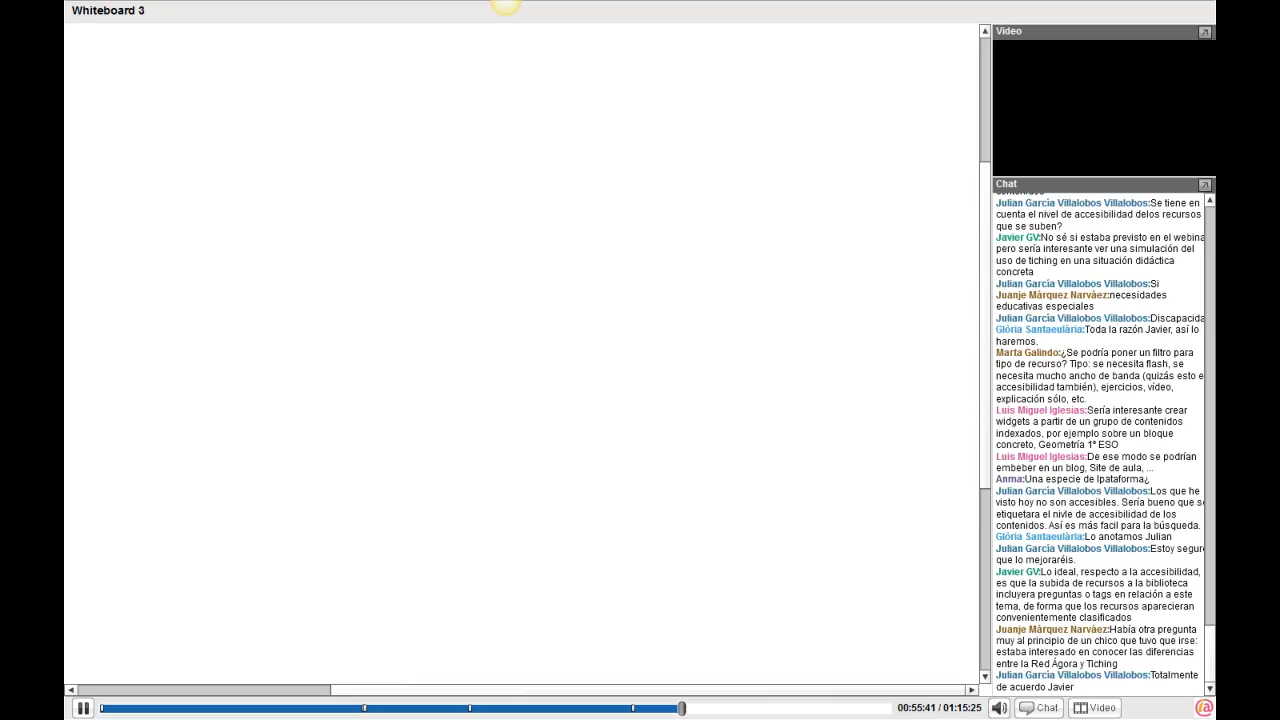 Whiteboard 3
Video
Chat
Julian García Villalobos Villalobos:Se tiene en
cuenta el nivel de accesibilidad delos recursos
que se suben?
Javier GV:No sé si estaba previsto en el webina
pero sería interesante ver una simulación del
uso de tiching en una situación didáctica
concreta
Julian García Villalobos Villalobos:Si
Juanje Márquez Narváez:necesidades
educativas especiales
Julian García Villalobos Villalobos:Discapacida
Glória Santaeulària:Toda la razón Javier, así lo
haremos.
Marta Galindo:¿Se podría poner un filtro para
tipo de recurso? Tipo: se necesita flash, se
necesita mucho ancho de banda (quizás esto e
accesibilidad también), ejercicios, vídeo,
explicación sólo, etc.
Luis Miguel Iglesias:Sería interesante crear
widgets a partir de un grupo de contenidos
indexados, por ejemplo sobre un bloque
concreto, Geometría 1º ESO
Luis Miguel Iglesias:De ese modo se podrían
embeber en un blog, Site de aula, ...
Anma:Una especie de lpataforma¿
Julian García Villalobos Villalobos:Los que he
visto hoy no son accesibles. Sería bueno que se
etiquetara el nivle de accesibilidad de los
contenidos. Así es más facil para la búsqueda.
Glória Santaeulària:Lo anotamos Julian
Julian García Villalobos Villalobos:Estoy segur
que lo mejoraréis.
Javier GV:Lo ideal, respecto a la accesibilidad,
es que la subida de recursos a la biblioteca
incluyera preguntas o tags en relación a este
tema, de forma que los recursos aparecieran
convenientemente clasificados
Juanje Márquez Narváez:Había otra pregunta
muy al principio de un chico que tuvo que irse:
estaba interesado en conocer las diferencias
entre la Red Ágora y Tiching
Julian García Villalobos Villalobos:Totalmente
de acuerdo Javier
00:55:41 / 01:15:25
Chat
Video